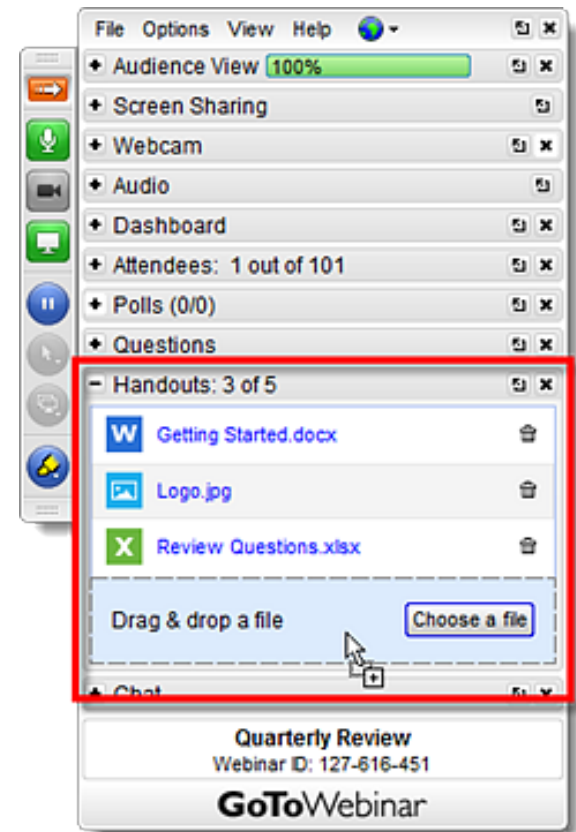 File Options View Help
Audience View 100%
Screen Sharing
Webcam
Audio
Dashboard
Attendees: 1 out of 101
Polls (0/0)
Questions
Handouts: 3 of 5
W Getting Started.docx
Logo.jpg
X Review Questions.xlsx
Drag & drop a file Choose a file
Chat
Quarterly Review
Webinar ID: 127-616-451
GoToWebinar